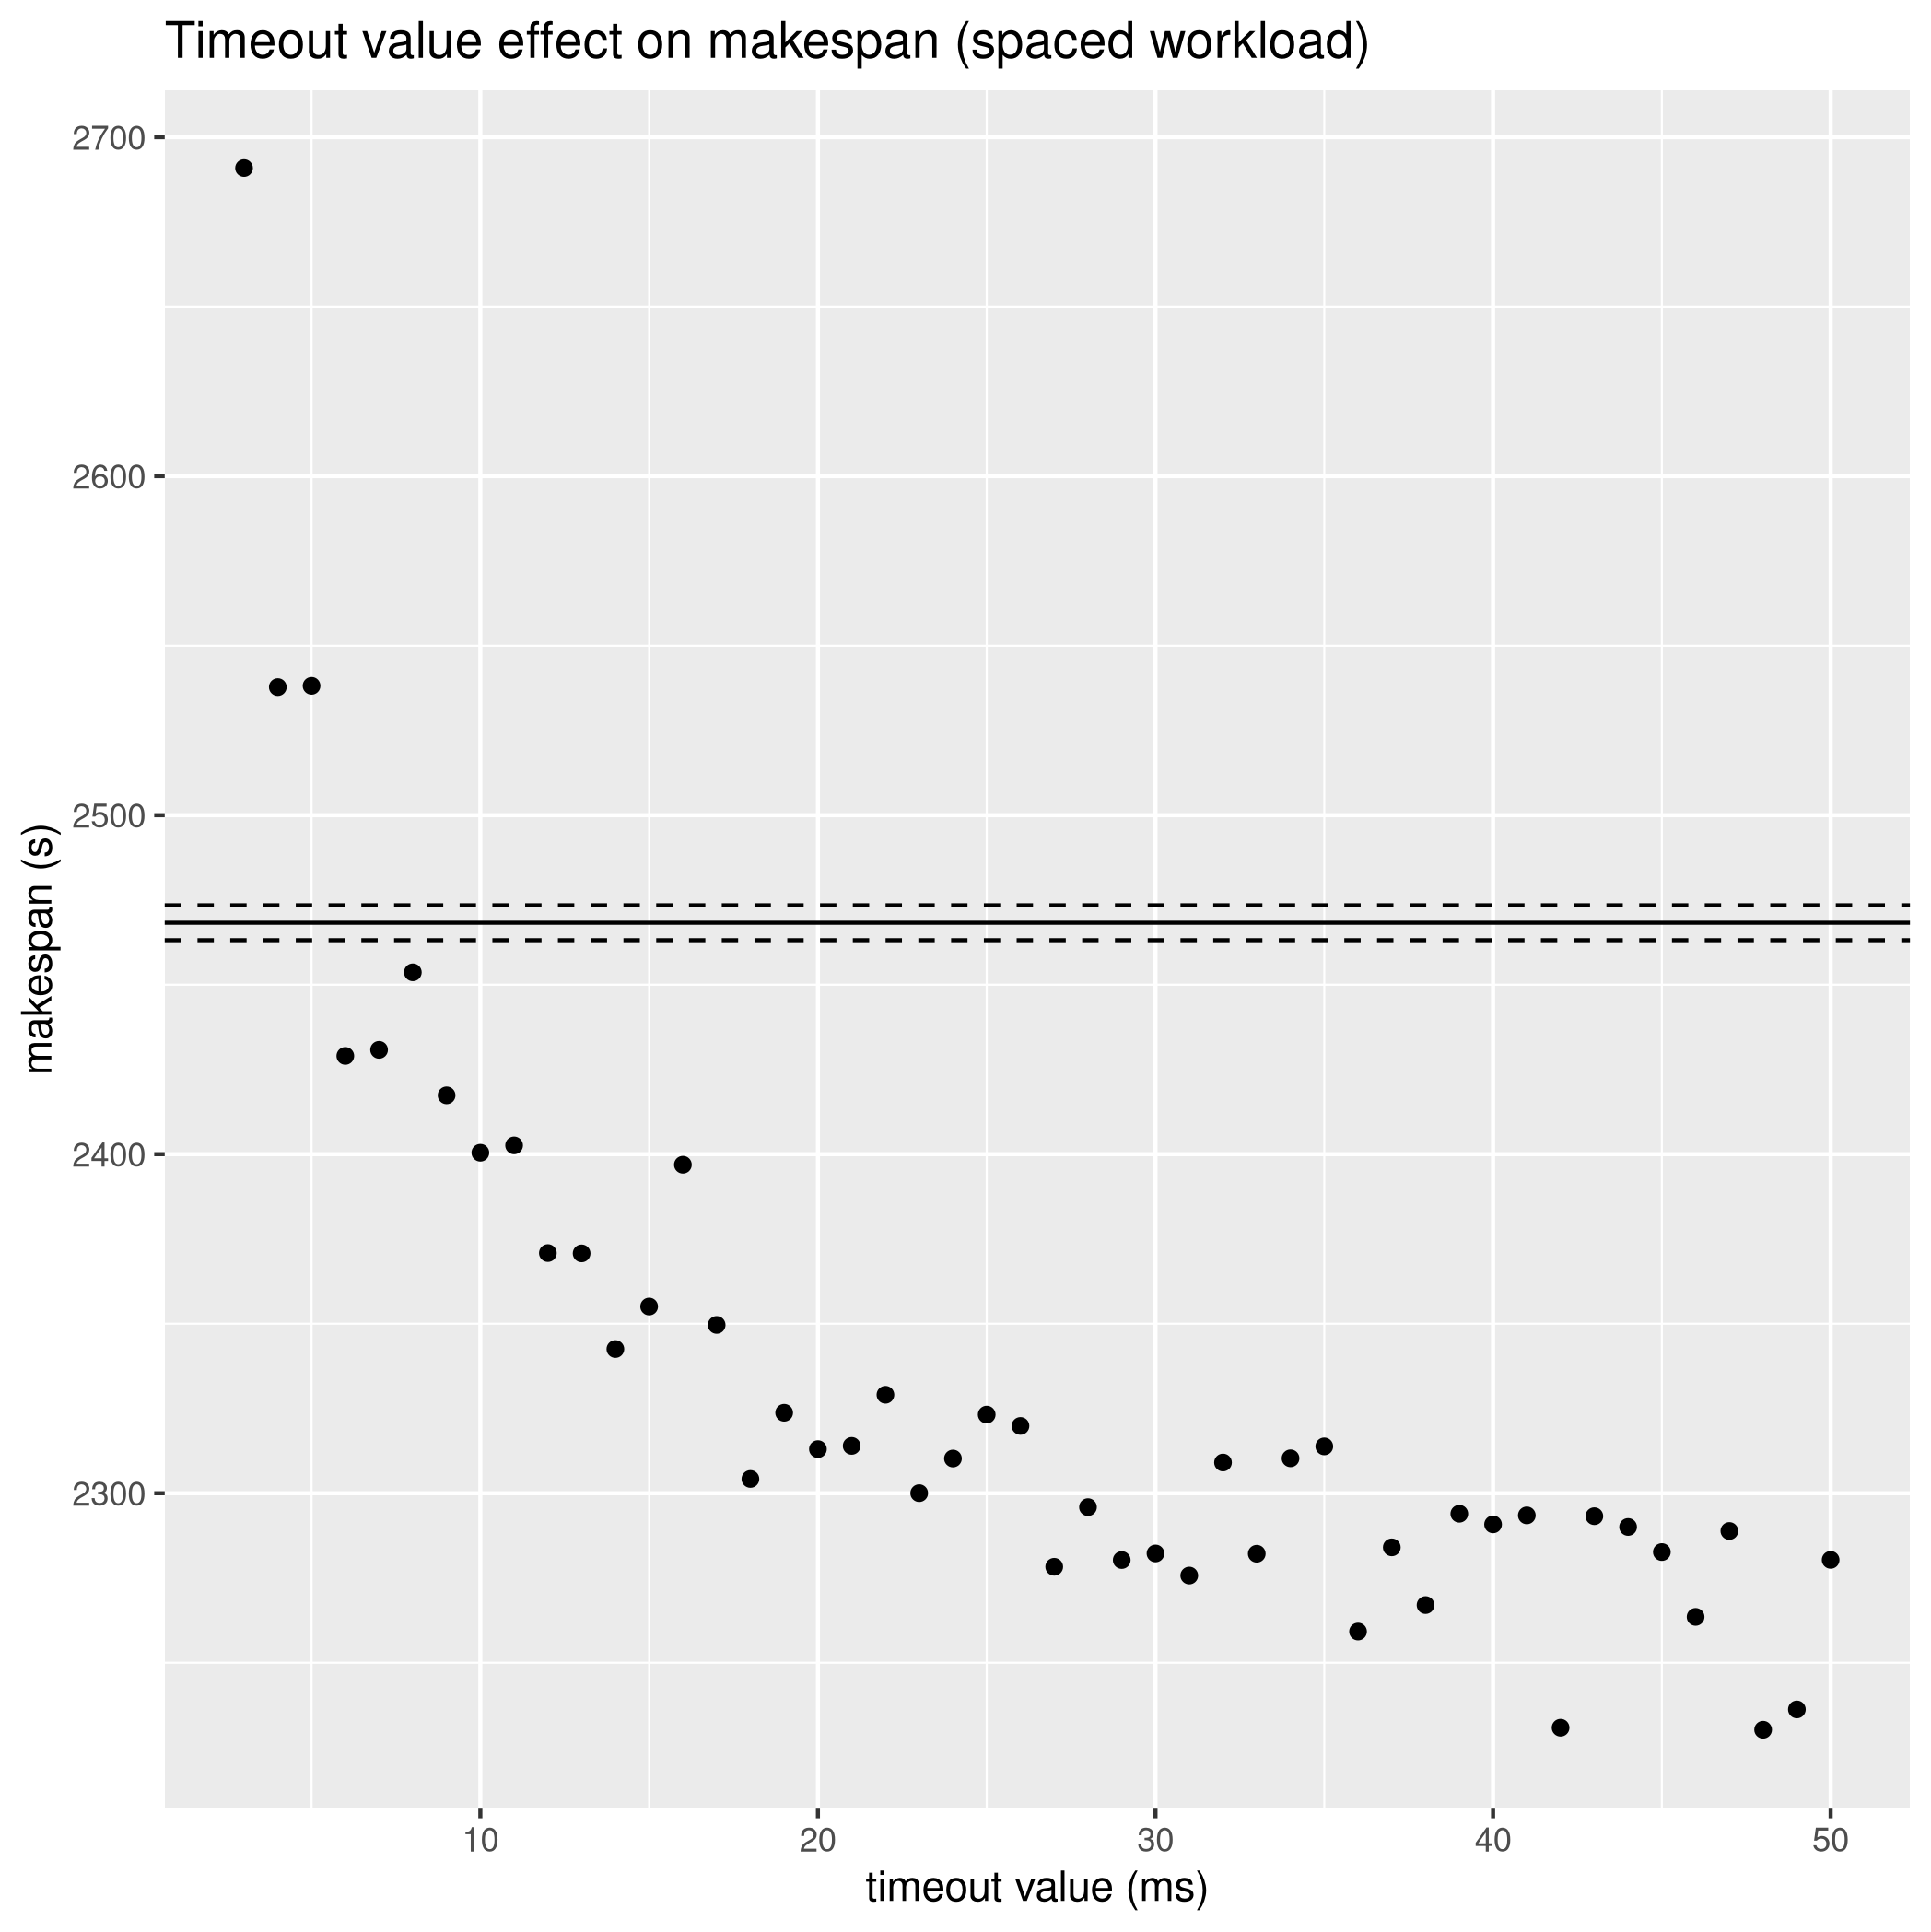 Timeout value effect on makespan (spaced workload)
makespan (s)
2700
2600
2500
2400
2300
10 20 30 40 50
timeout value (ms)